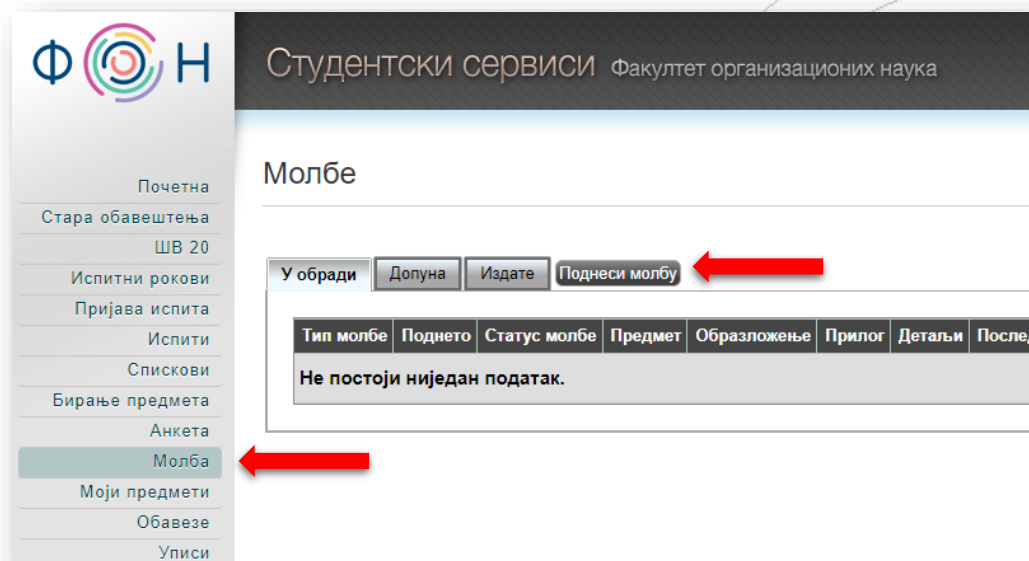 ФОН
Студентски сервиси Факултет организационих наука
Почетна
Стара обавештења
ШВ 20
Испитни рокови
Пријава испита
Испити
Спискови
Бирање предмета
Анкета
Молба
Моји предмети
Обавезе
Уписи
Молбе
У обради Допуна Издате Поднеси молбу
Тип молбе Поднето Статус молбе Предмет Образложење Прилог Детаљи Послед
Не постоји ниједан податак.